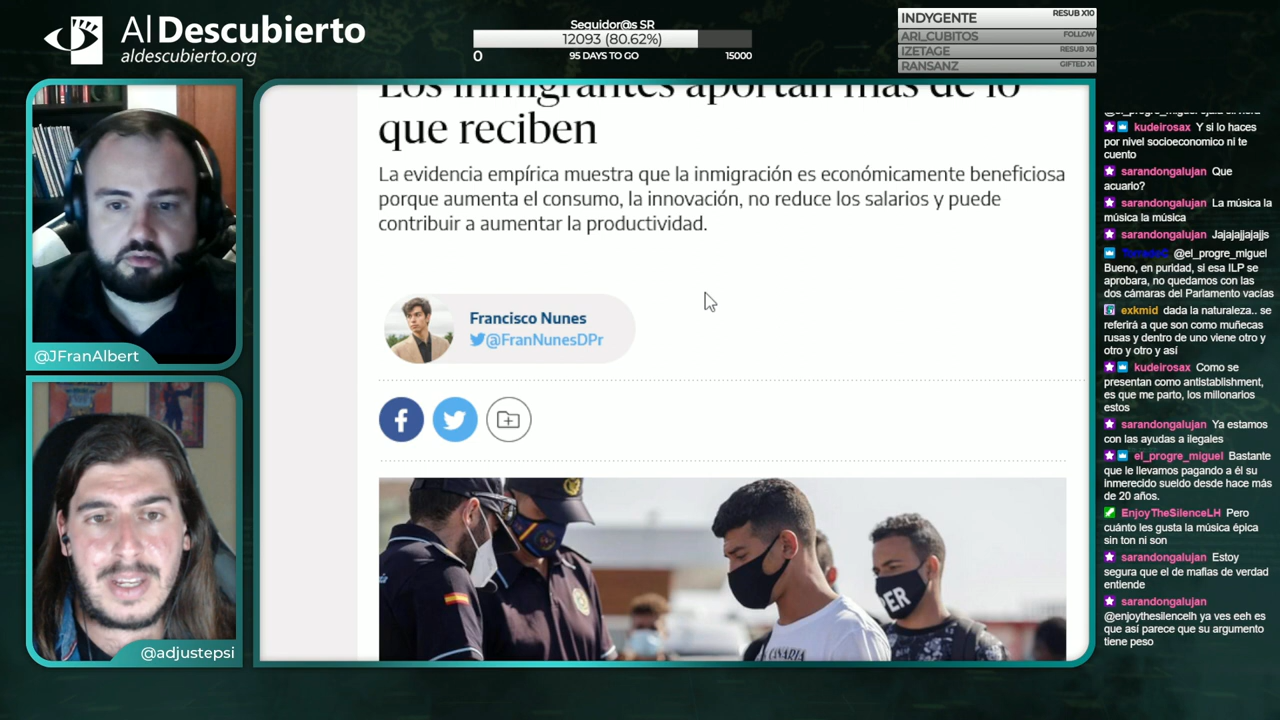 Al Descubierto
aldescubierto.org
Seguidor@s SR
12093 (80.62%)
0
95 DAYS TO GO
15000
INDYGENTE
RESUB X10
ARI_CUBITOS
FOLLOW
IZETAGE
RESUB X8
RANSANZ
GIFTED X1
@JFranAlbert
@adjustepsi
Los inmigrantes aportan más de lo
que reciben
La evidencia empírica muestra que la inmigración es económicamente beneficiosa
porque aumenta el consumo, la innovación, no reduce los salarios y puede
contribuir a aumentar la productividad.
Francisco Nunes
@FranNunesDPr
PER
CANARIA
kudeirosax Y si lo haces
por nivel socioeconomico ni te
cuento
sarandongalujan Que
acuario?
sarandongalujan La música la
música la música
sarandongalujan Jajajajjajajjs
@el_progre_miguel
Bueno, en puridad, si esa ILP se
aprobara, no quedamos con las
dos cámaras del Parlamento vacías
exkmid dada la naturaleza.. se
referirá a que son como muñecas
rusas y dentro de uno viene otro y
otro y otro y así
kudeirosax Como se
presentan como antistablishment,
es que me parto, los millonarios
estos
sarandongalujan Ya estamos
con las ayudas a ilegales
el_progre_miguel Bastante
que le llevamos pagando a él su
inmerecido sueldo desde hace más
de 20 años.
EnjoyTheSilenceLH Pero
cuánto les gusta la música épica
sin ton ni son
sarandongalujan Estoy
segura que el de mafias de verdad
entiende
sarandongalujan
@enjoythesilencelh ya ves eeh es
que así parece que su argumento
tiene peso